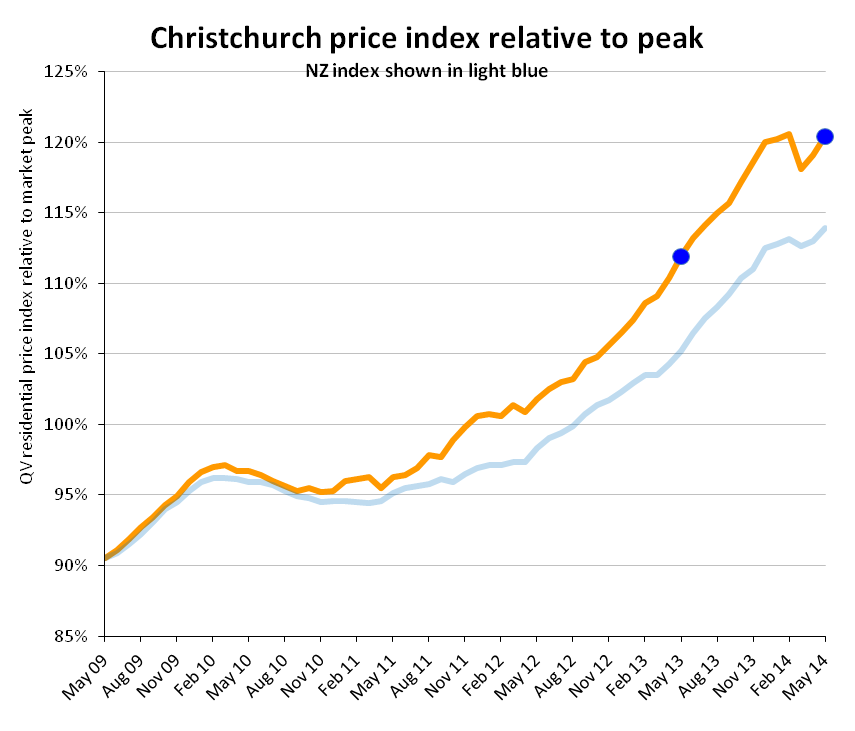 Christchurch price index relative to peak
NZ index shown in light blue
QV residential price index relative to market peak
125%
120%
115%
110%
105%
100%
95%
90%
85%
May 09
Aug 09
Nov 09
Feb 10
May 10
Aug 10
Nov 10
Feb 11
May 11
Aug 11
Nov 11
Feb 12
May 12
Aug 12
Nov 12
Feb 13
May 13
Aug 13
Nov 13
Feb 14
May 14